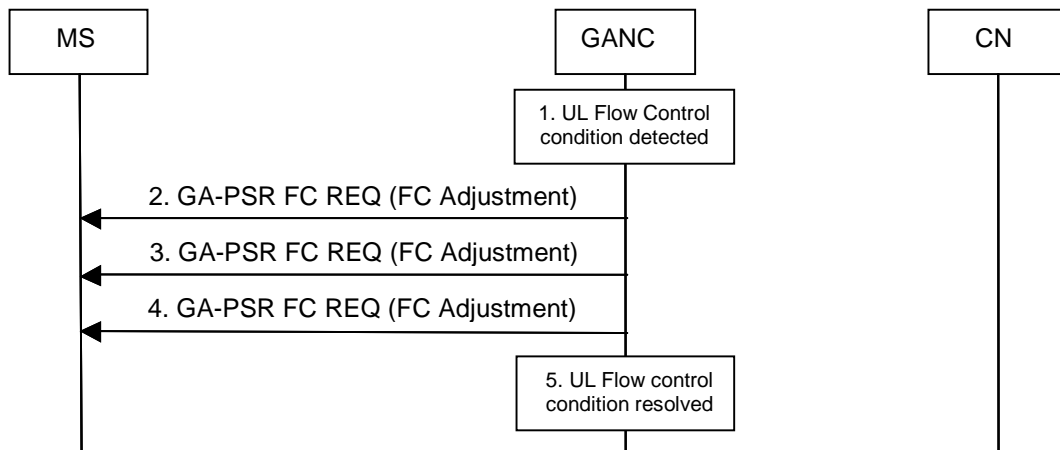 MS
GANC
CN
1. UL Flow Control
condition detected
2. GA-PSR FC REQ (FC Adjustment)
3. GA-PSR FC REQ (FC Adjustment)
4. GA-PSR FC REQ (FC Adjustment)
5. UL Flow control
condition resolved